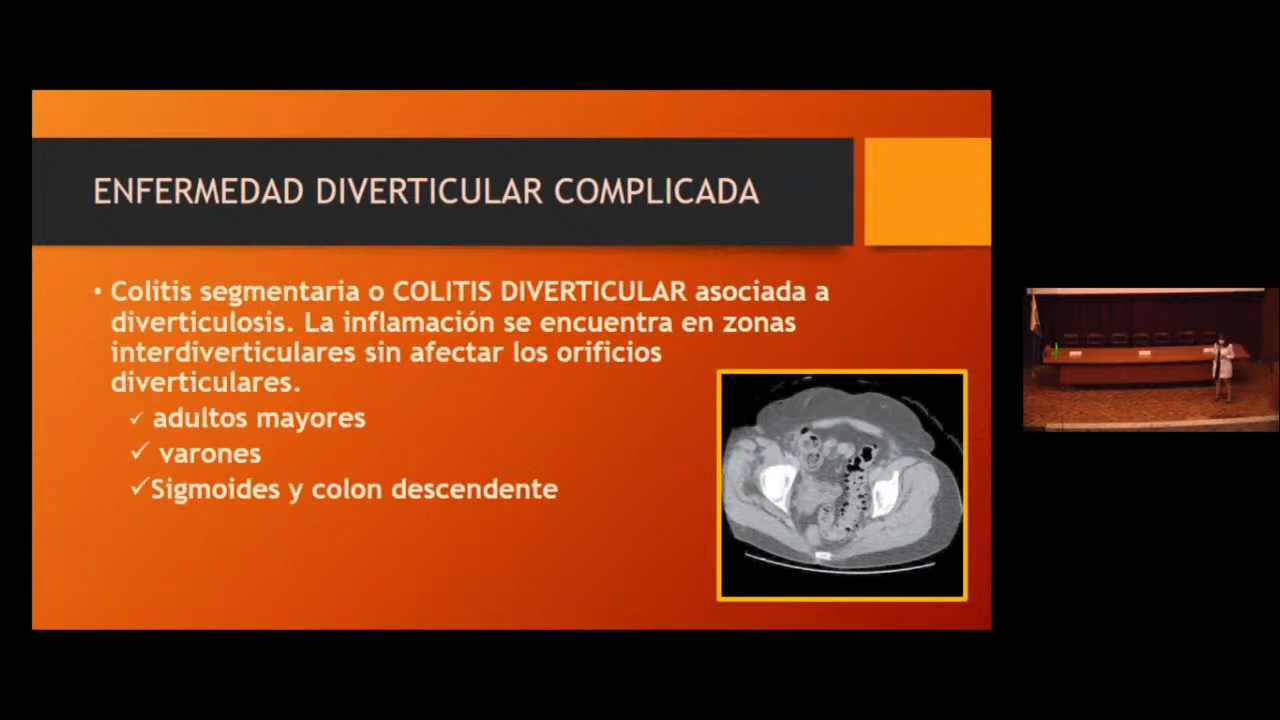 ENFERMEDAD DIVERTICULAR COMPLICADA
• Colitis segmentaria o COLITIS DIVERTICULAR asociada a
diverticulosis. La inflamación se encuentra en zonas
interdiverticulares sin afectar los orificios
diverticulares.
✓ adultos mayores
✓ varones
✓Sigmoides y colon descendente